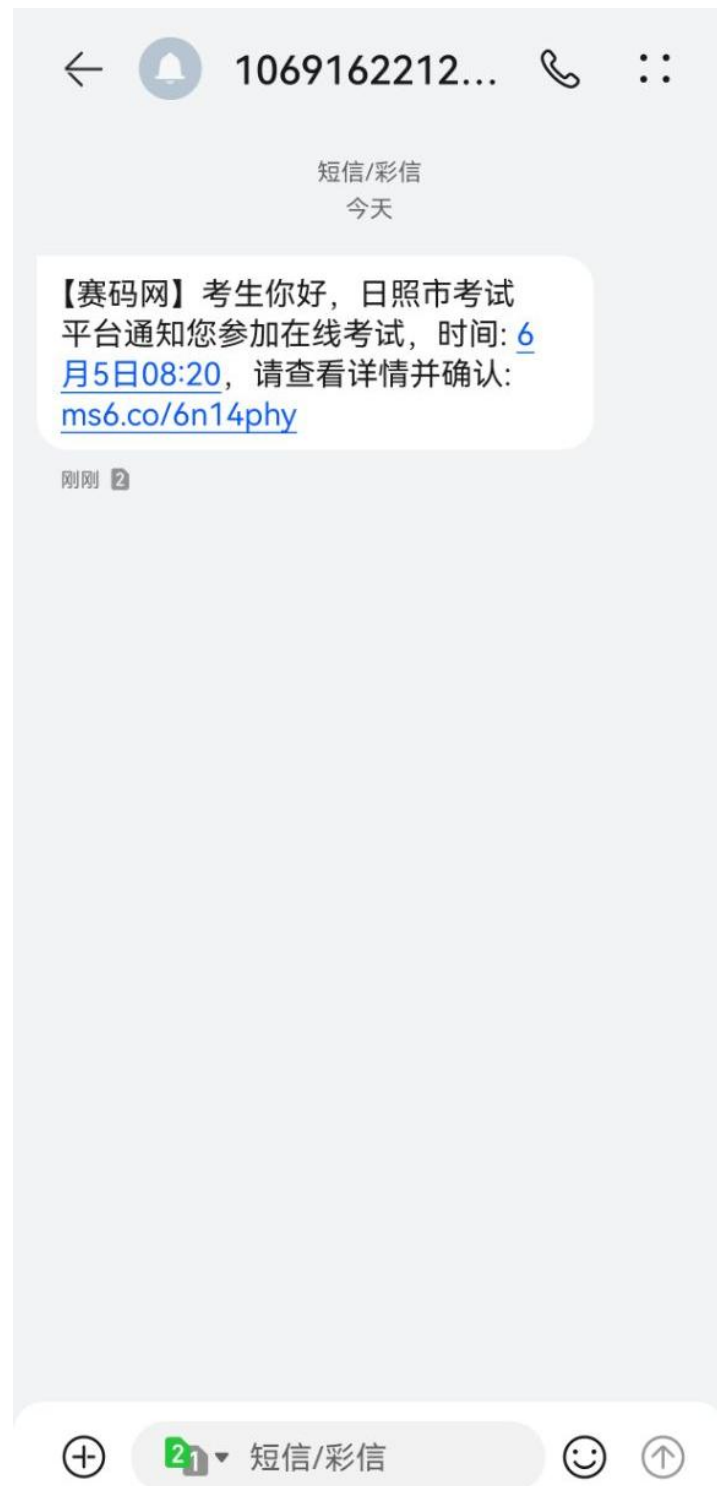 1069162212...
短信/彩信
今天
【赛码网】考生你好，日照市考试
平台通知您参加在线考试，时间: 6
月5日08:20，请查看详情并确认:
ms6.co/6n14phy
刚刚 2
21 短信/彩信